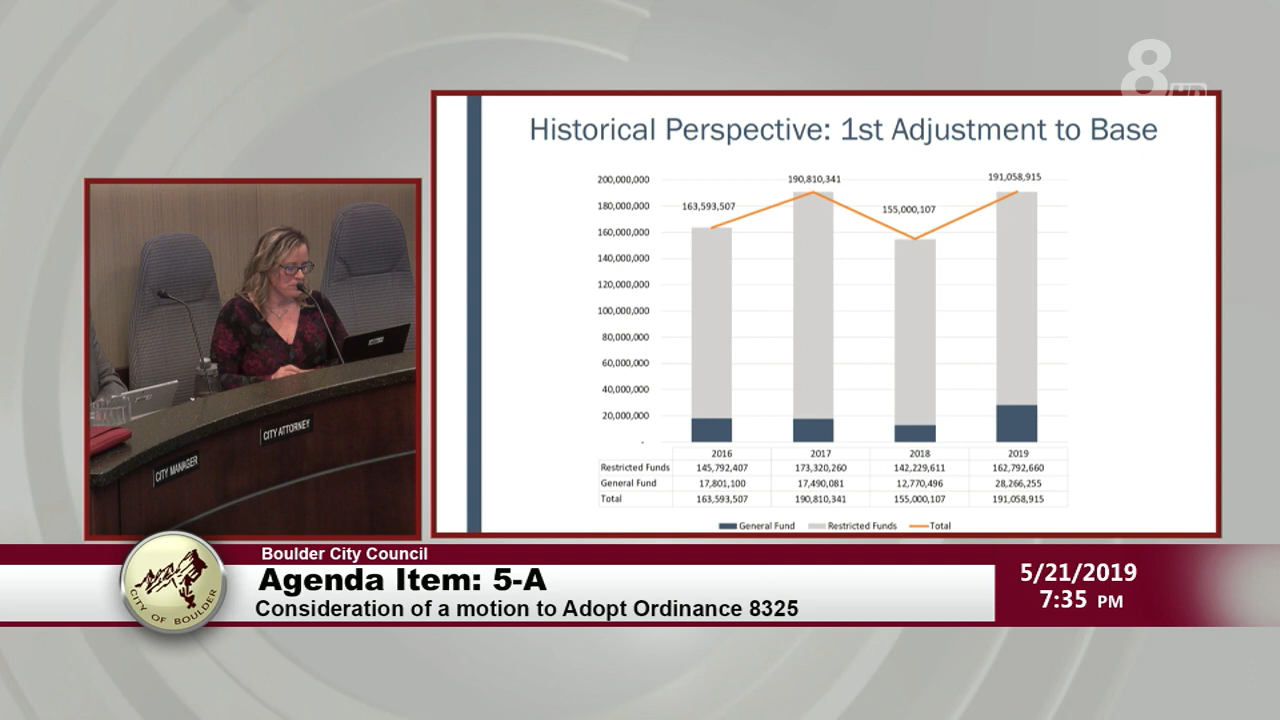 8
HD
Historical Perspective: 1st Adjustment to Base
200,000,000
180,000,000
160,000,000
140,000,000
120,000,000
100,000,000
80,000,000
60,000,000
40,000,000
20,000,000
-
163,593,507
190,810,341
155,000,107
191,058,915
2016 2017 2018 2019
Restricted Funds 145,792,407 173,320,260 142,229,611 162,792,660
General Fund 17,801,100 17,490,081 12,770,496 28,266,255
Total 163,593,507 190,810,341 155,000,107 191,058,915
General Fund Restricted Funds Total
CITY ATTORNEY
CITY MANAGER
CITY OF BOULDER
Boulder City Council
Agenda Item: 5-A
Consideration of a motion to Adopt Ordinance 8325
5/21/2019
7:35 PM